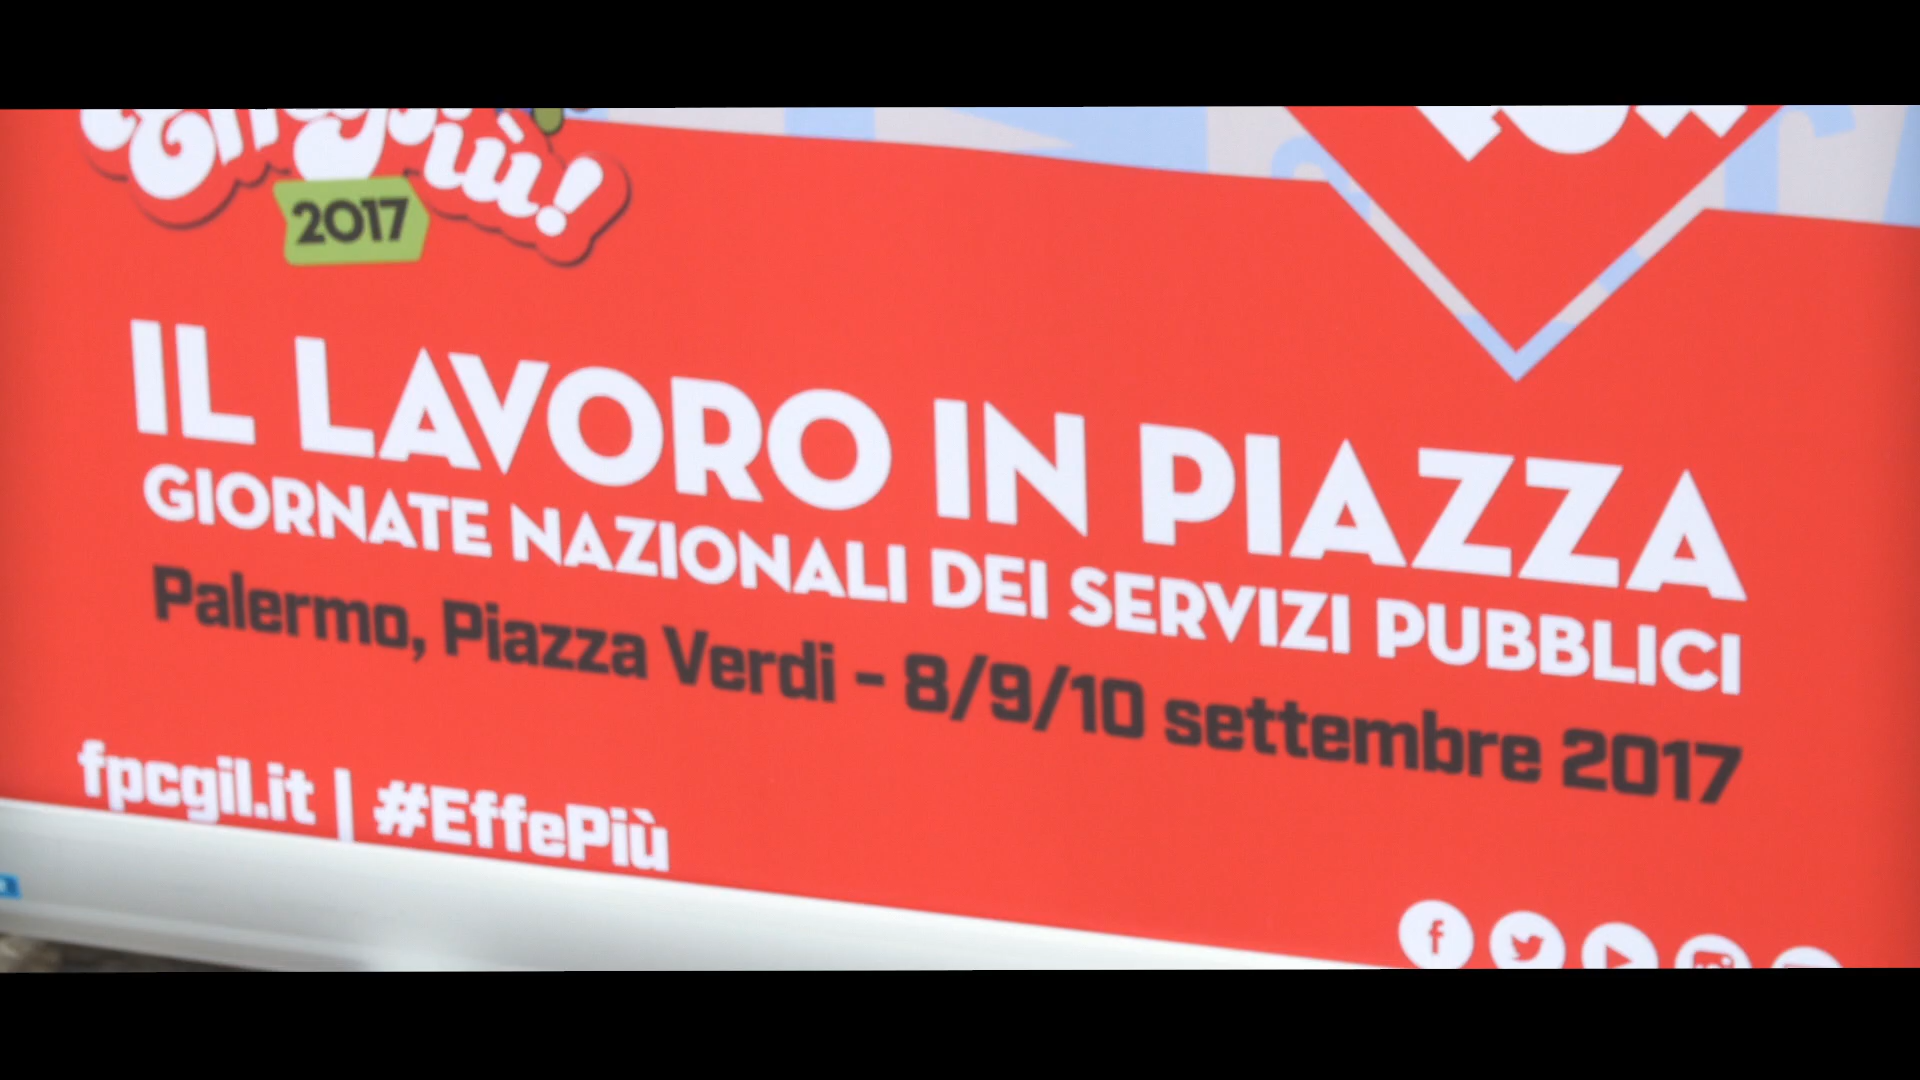 più!
2017
IL LAVORO IN PIAZZA
GIORNATE NAZIONALI DEI SERVIZI PUBBLICI
Palermo, Piazza Verdi - 8/9/10 settembre 2017
fpcgil.it | #EffePiù